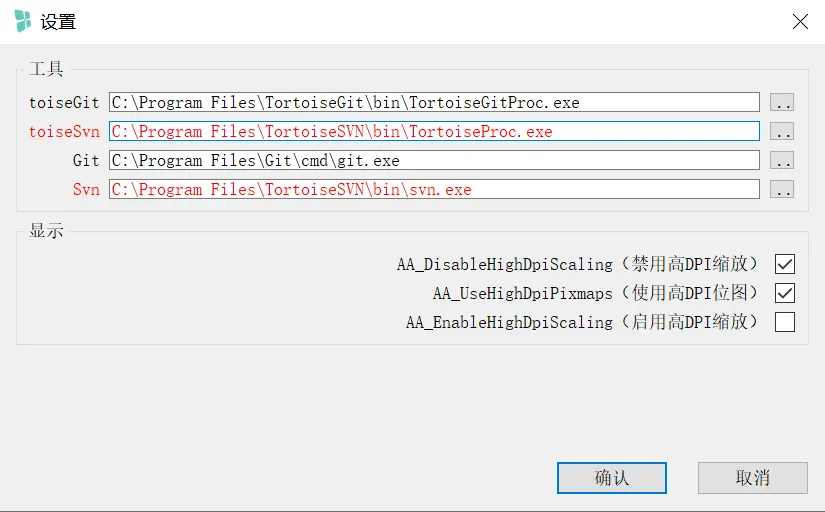 设置
工具
toiseGit C:\Program Files\TortoiseGit\bin\TortoiseGitProc.exe ..
toiseSvn C:\Program Files\TortoiseSVN\bin\TortoiseProc.exe ..
Git C:\Program Files\Git\cmd\git.exe ..
Svn C:\Program Files\TortoiseSVN\bin\svn.exe ..
显示
AA_DisableHighDpiScaling（禁用高DPI缩放）
AA_UseHighDpiPixmaps（使用高DPI位图）
AA_EnableHighDpiScaling（启用高DPI缩放）
确认 取消